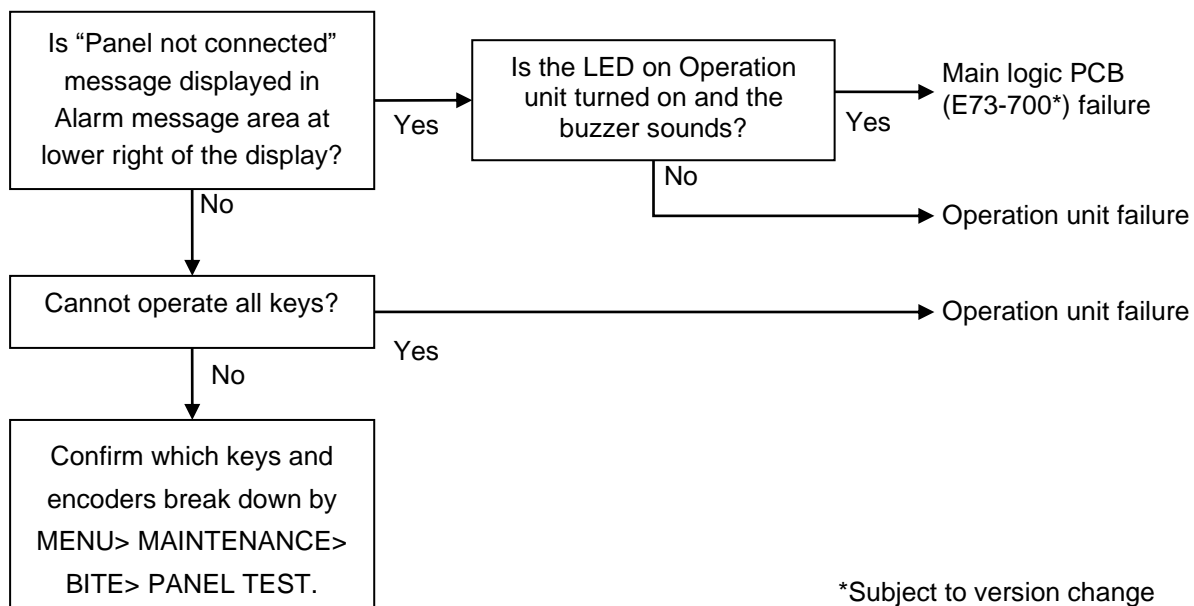 Is “Panel not connected”
message displayed in
Alarm message area at
lower right of the display?
Yes
Is the LED on Operation
unit turned on and the
buzzer sounds?
Yes
Main logic PCB
(E73-700*) failure
No
Operation unit failure
No
Cannot operate all keys?
Yes
Operation unit failure
No
Confirm which keys and
encoders break down by
MENU> MAINTENANCE>
BITE> PANEL TEST.
*Subject to version change